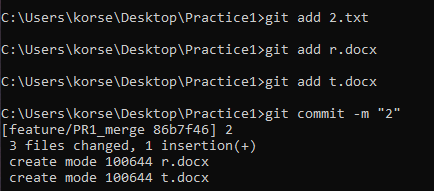 C:\Users\korse\Desktop\Practice1>git add 2.txt
C:\Users\korse\Desktop\Practice1>git add r.docx
C:\Users\korse\Desktop\Practice1>git add t.docx
C:\Users\korse\Desktop\Practice1>git commit -m "2"
[feature/PR1_merge 86b7f46] 2
 3 files changed, 1 insertion(+)
 create mode 100644 r.docx
 create mode 100644 t.docx